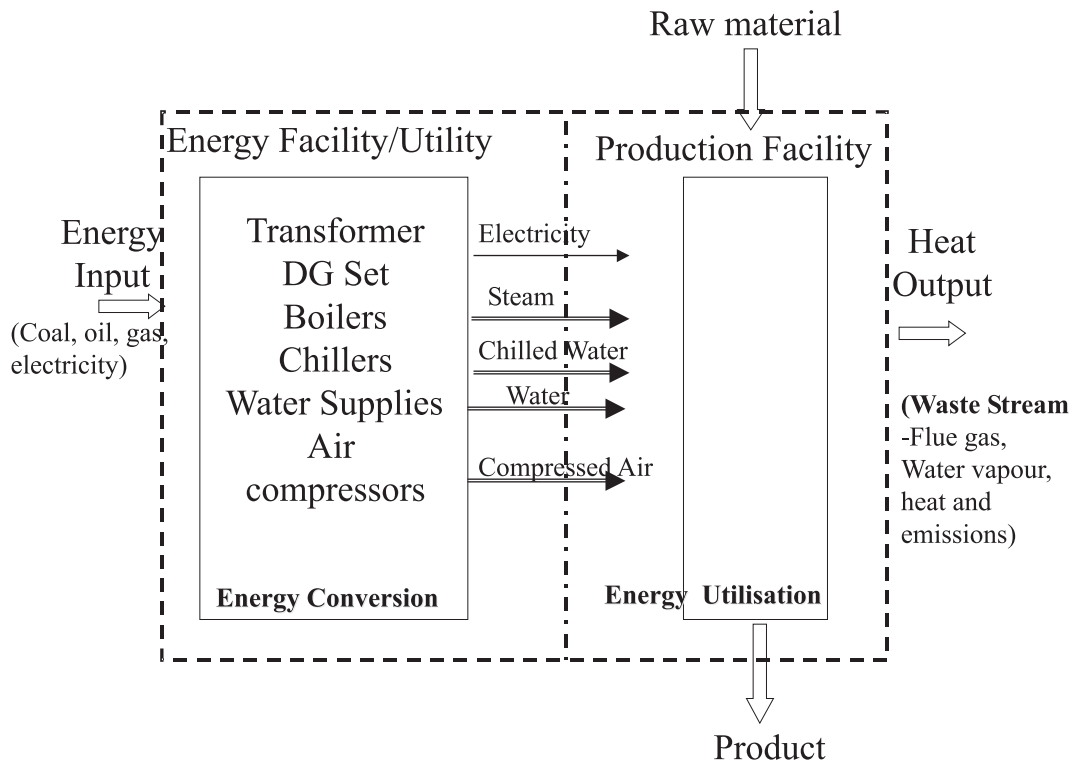 Raw material
Energy Facility/Utility
Production Facility
Energy
Input
(Coal, oil, gas,
electricity)
Transformer
DG Set
Boilers
Chillers
Water Supplies
Air
compressors
Energy Conversion
Electricity
Steam
Chilled Water
Water
Compressed Air
Energy Utilisation
Heat
Output
(Waste Stream
-Flue gas,
Water vapour,
heat and
emissions)
Product